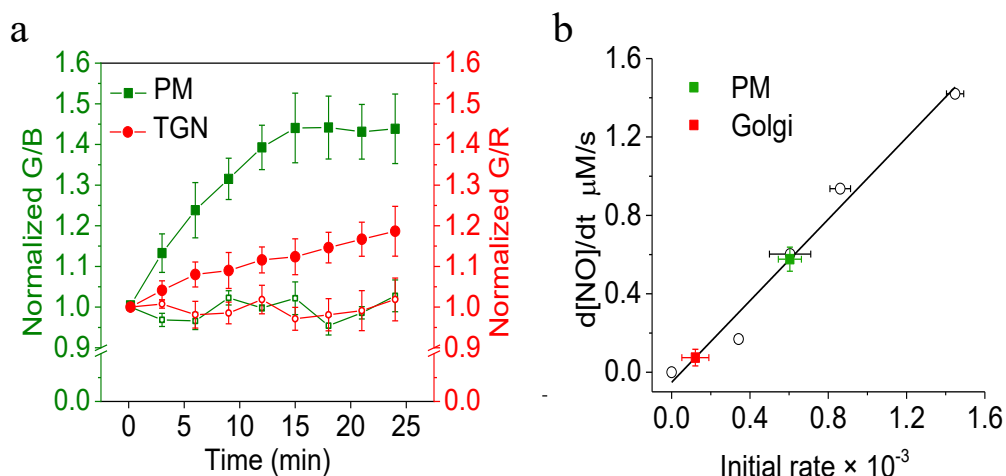 a
Normalized G/B
1.6
1.5
1.4
1.3
1.2
1.1
1.0
0.9
0.0
PM
TGN
1.6
1.5
1.4
1.3
1.2
1.1
1.0
0.9
0.0
Normalized G/R
0 5 10 15 20 25
Time (min)
-
b
d[NO]/dt μM/s
1.6
1.2
0.8
0.4
0.0
PM
Golgi
0.0 0.4 0.8 1.2 1.6
Initial rate × 10⁻³